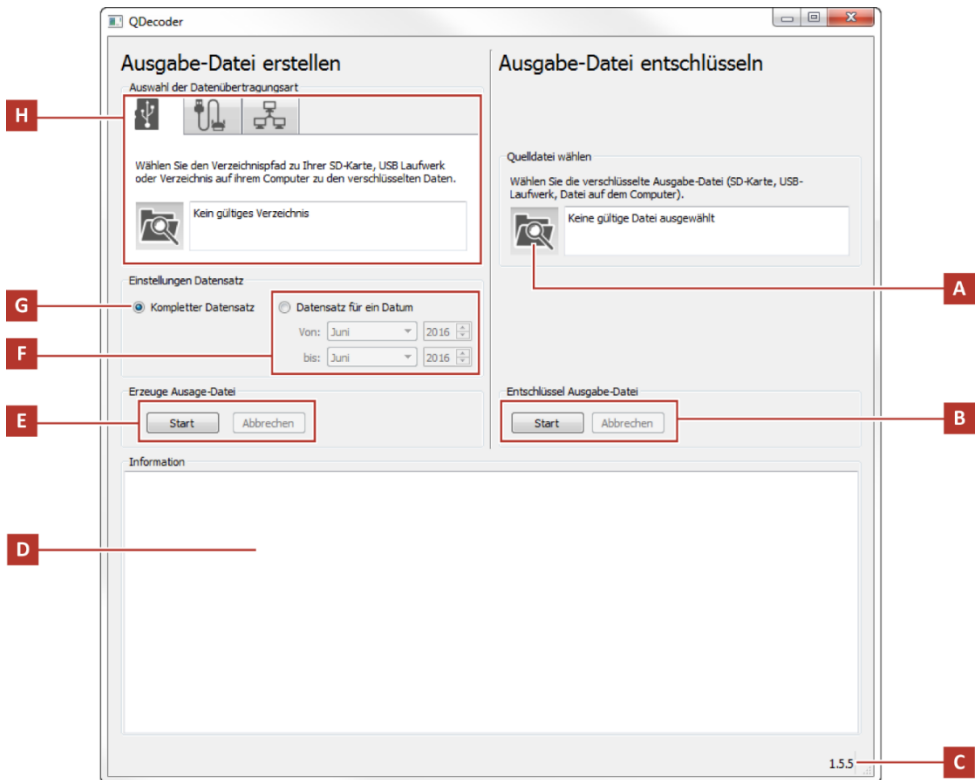 QDecoder
Ausgabe-Datei erstellen
Auswahl der Datenübertragungsart
H
Wählen Sie den Verzeichnispfad zu Ihrer SD-Karte, USB Laufwerk
oder Verzeichnis auf ihrem Computer zu den verschlüsselten Daten.
Kein gültiges Verzeichnis
Einstellungen Datensatz
G
Kompletter Datensatz
Datensatz für ein Datum
F
Von: Juni 2016
bis: Juni 2016
Erzeuge Ausage-Datei
E
Start Abbrechen
Ausgabe-Datei entschlüsseln
Quelldatei wählen
Wählen Sie die verschlüsselte Ausgabe-Datei (SD-Karte, USB-
Laufwerk, Datei auf dem Computer).
Keine gültige Datei ausgewählt
A
Entschlüssel Ausgabe-Datei
Start Abbrechen
B
Information
D
1.5.5
C